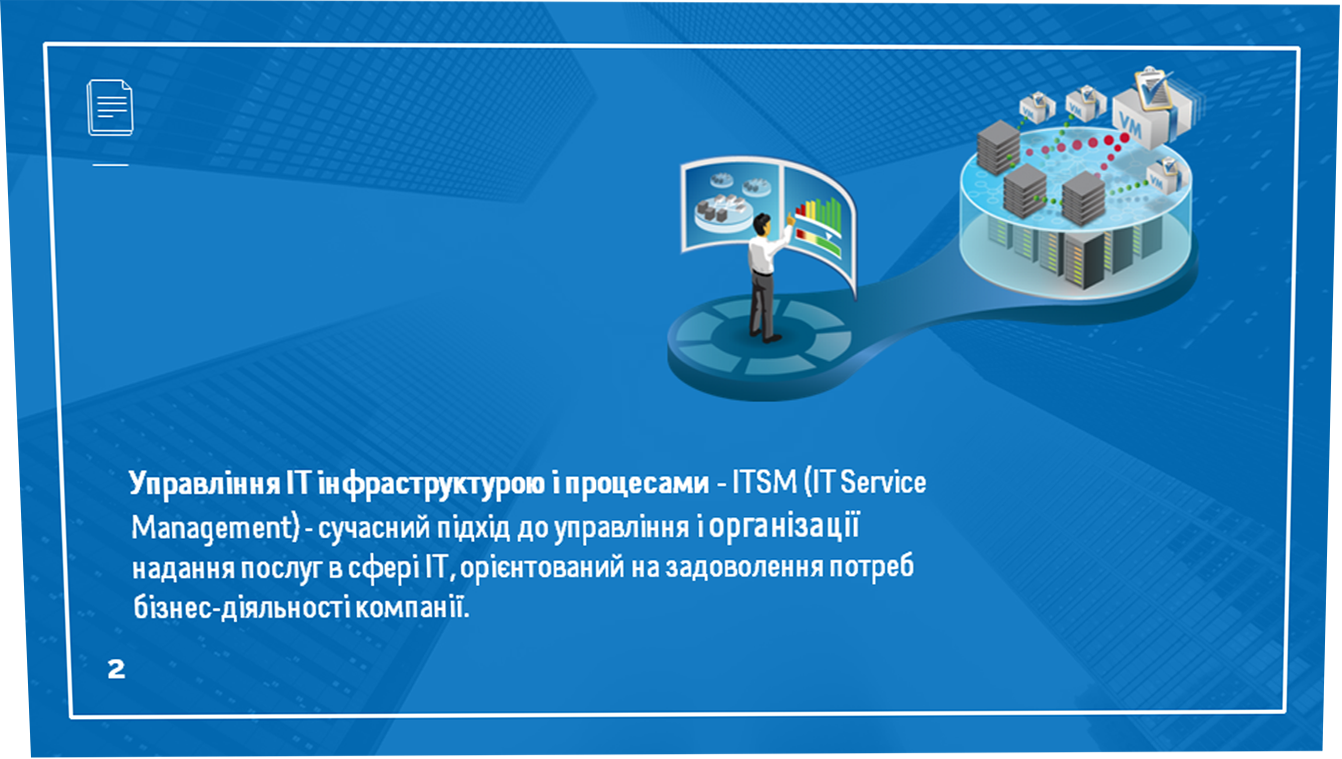 VM
VM
VM
VM
Управління ІТ інфраструктурою і процесами - ITSM (IT Service
Management) - сучасний підхід до управління і організації
надання послуг в сфері ІТ, орієнтований на задоволення потреб
бізнес-діяльності компанії.
2